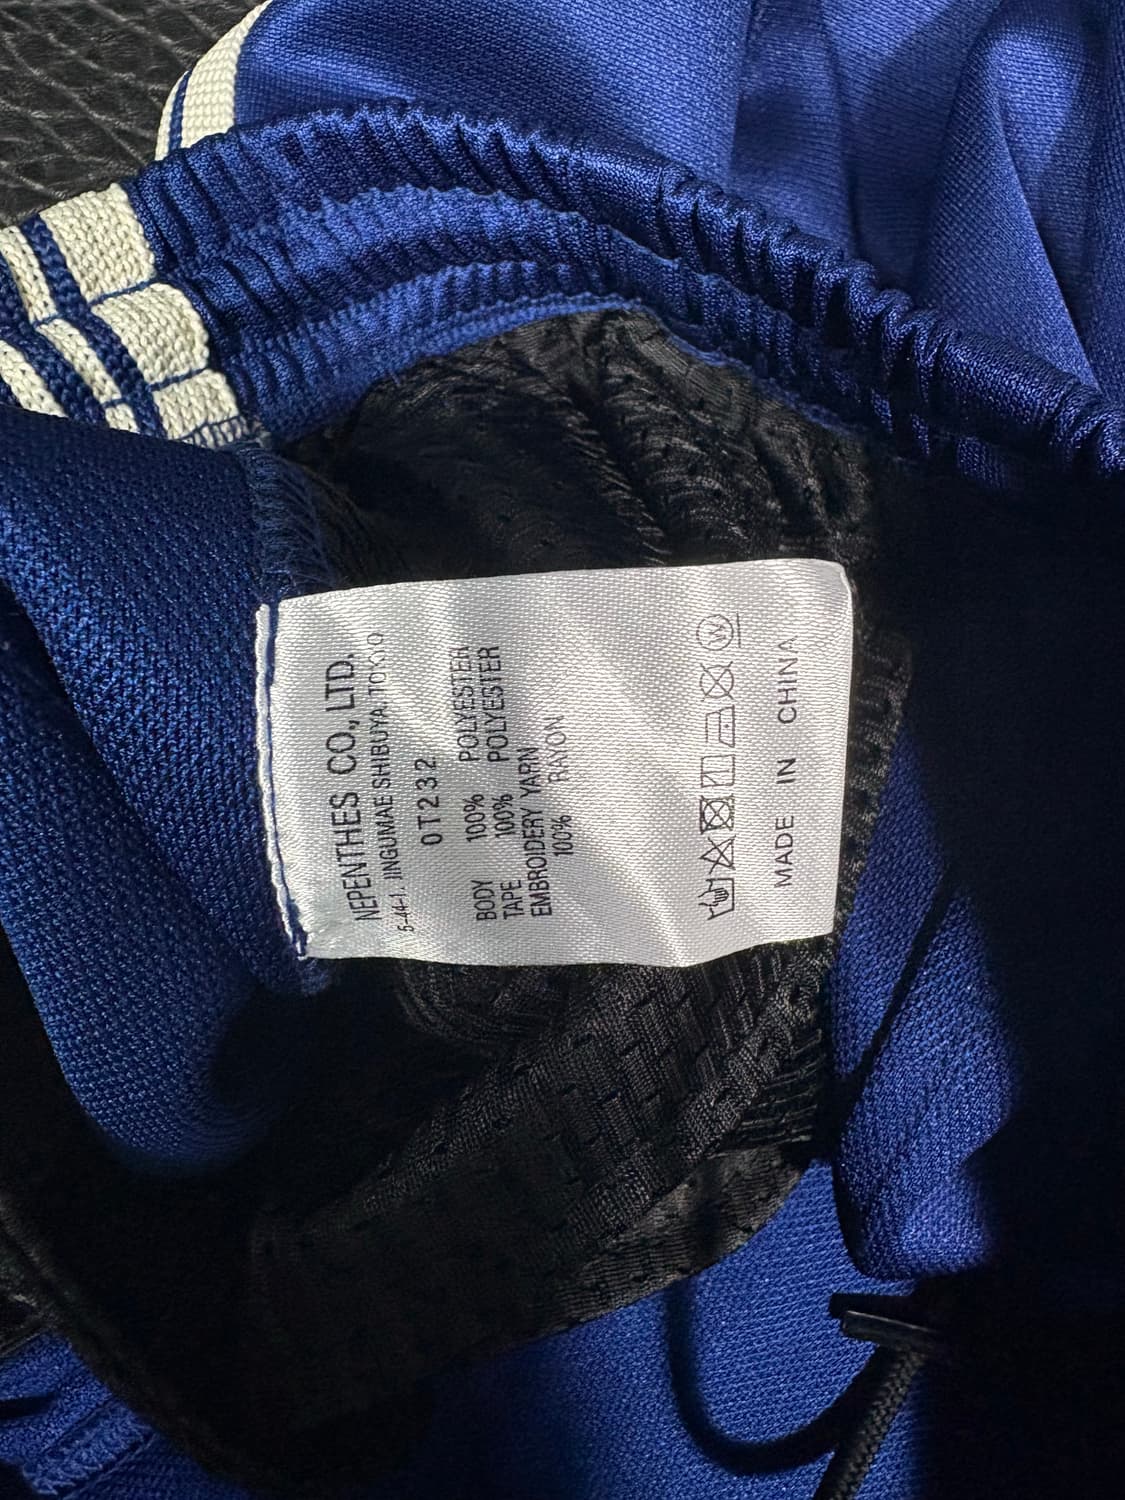 NEPENTHES CO., LTD.
5-44-1, JINGUMAE SHIBUYA, TOKYO
0T232
BODY 100% POLYESTER
TAPE 100% POLYESTER
EMBROIDERY YARN
100% RAYON
W
MADE IN CHINA